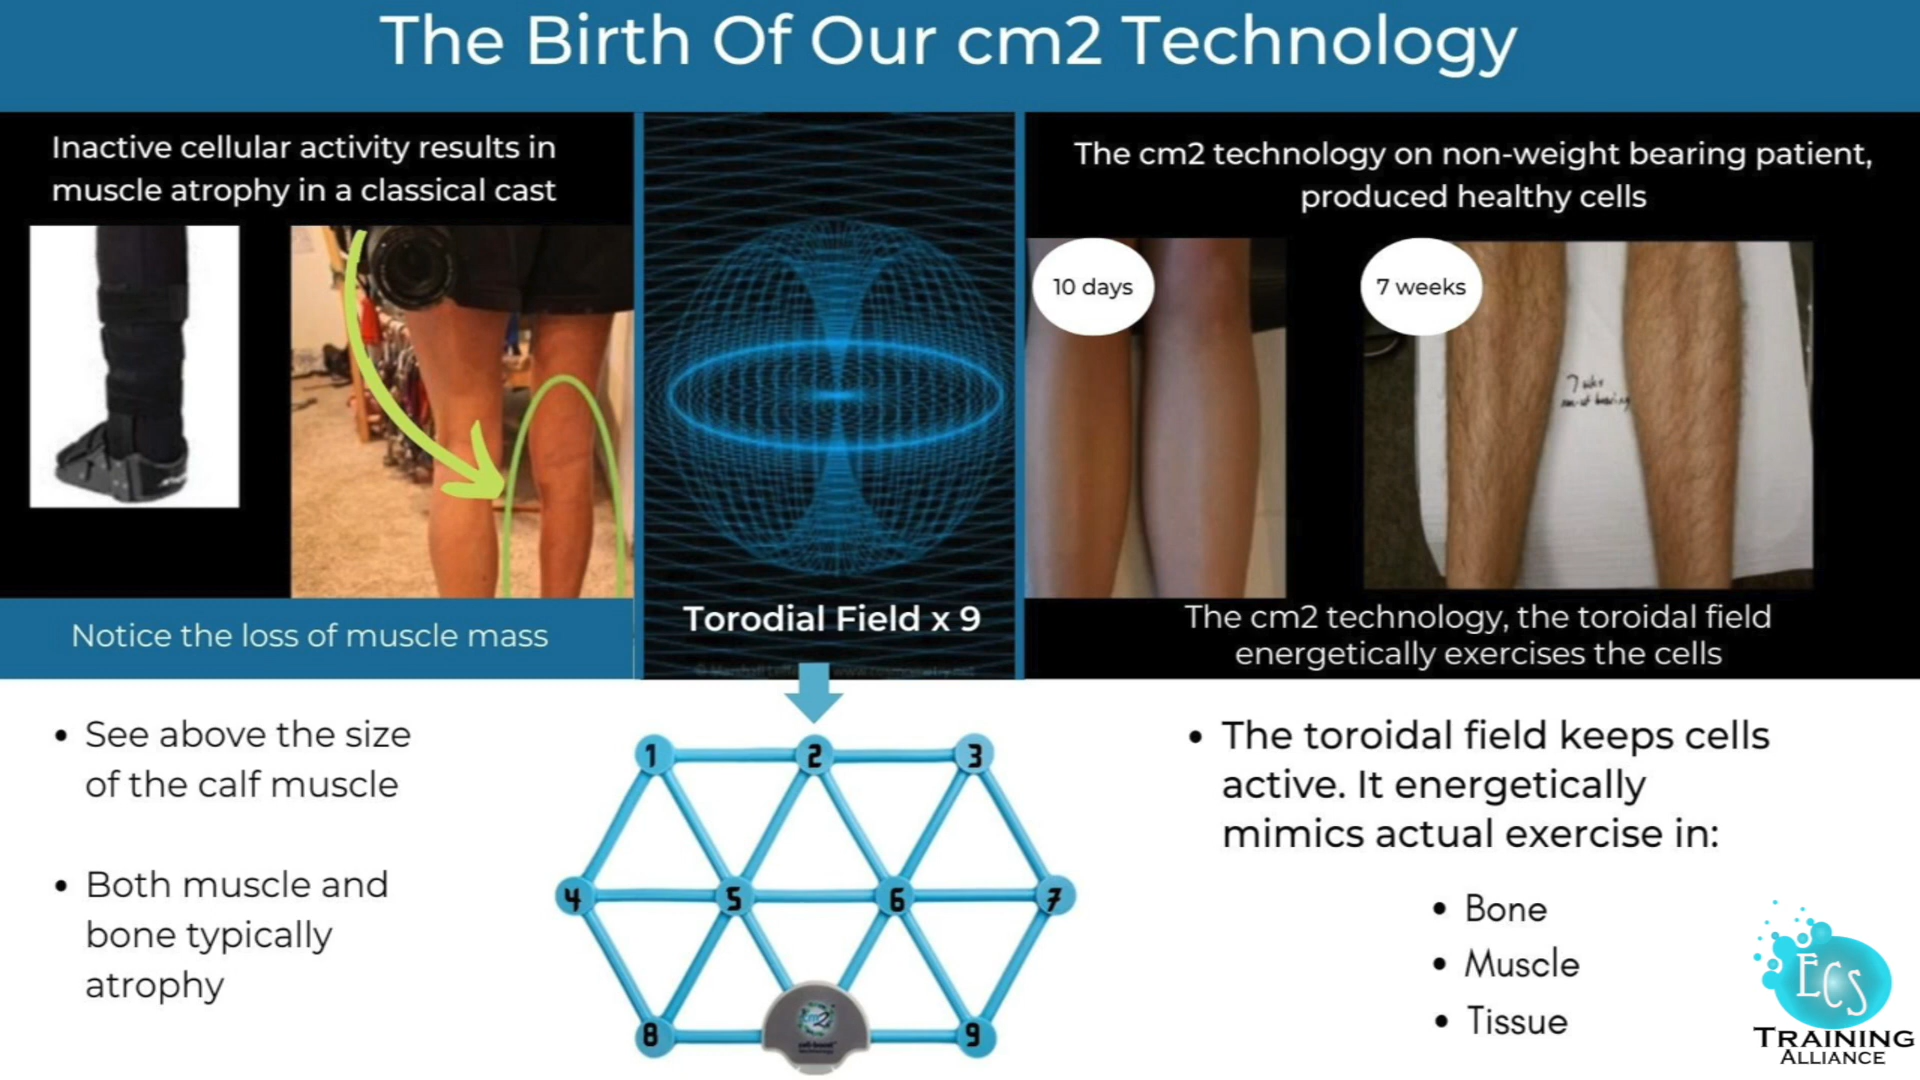 The Birth Of Our cm2 Technology
Inactive cellular activity results in
muscle atrophy in a classical cast
Notice the loss of muscle mass
Torodial Field x 9
The cm2 technology on non-weight bearing patient,
produced healthy cells
10 days
7 weeks
The cm2 technology, the toroidal field
energetically exercises the cells
• See above the size
of the calf muscle
• Both muscle and
bone typically
atrophy
1 2 3
4 5 6 7
8 9
cm2
cell-boost™
technology
• The toroidal field keeps cells
active. It energetically
mimics actual exercise in:
• Bone
• Muscle
• Tissue
ECS
TRAINING
ALLIANCE